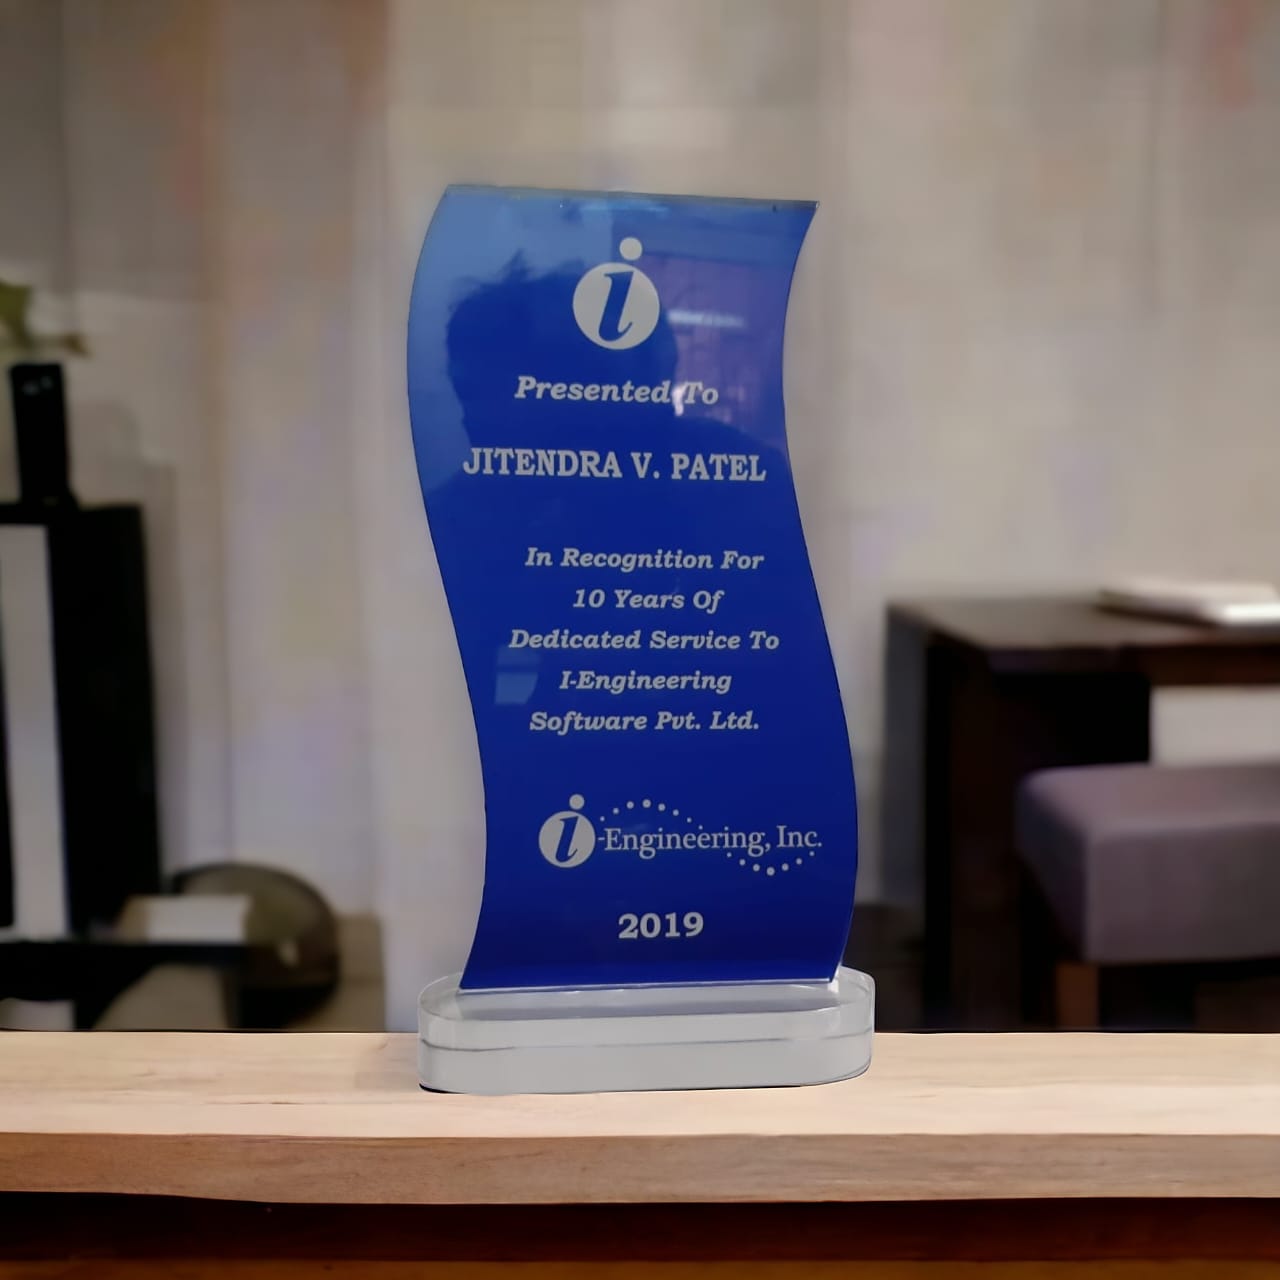 i
Presented To
JITENDRA V. PATEL
In Recognition For
10 Years Of
Dedicated Service To
I-Engineering
Software Pvt. Ltd.
i-Engineering, Inc.
2019